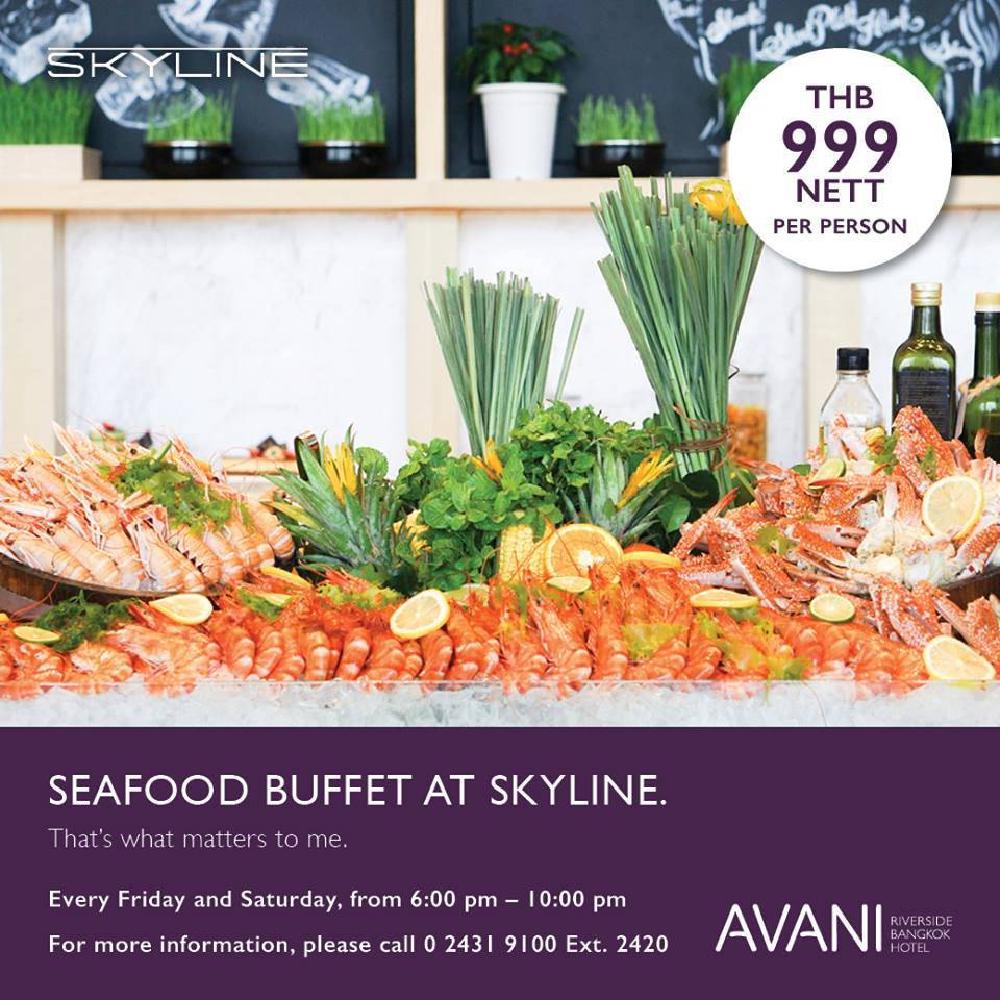 SKYLINE
THB
999
NETT
PER PERSON
SEAFOOD BUFFET AT SKYLINE.
That's what matters to me.
Every Friday and Saturday, from 6:00 pm – 10:00 pm
For more information, please call 0 2431 9100 Ext. 2420
AVANI
RIVERSIDE
BANGKOK
HOTEL